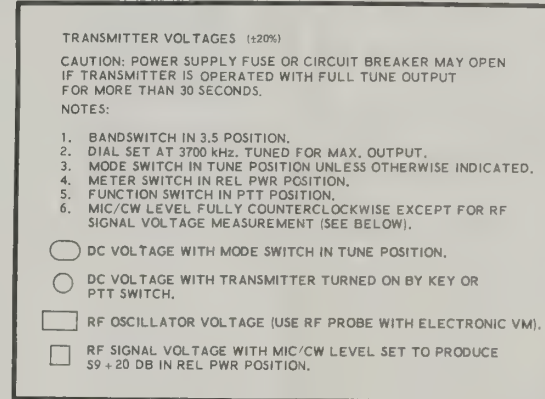 TRANSMITTER VOLTAGES (±20%)
CAUTION: POWER SUPPLY FUSE OR CIRCUIT BREAKER MAY OPEN
IF TRANSMITTER IS OPERATED WITH FULL TUNE OUTPUT
FOR MORE THAN 30 SECONDS.
NOTES:
1. BANDSWITCH IN 3.5 POSITION.
2. DIAL SET AT 3700 kHz. TUNED FOR MAX. OUTPUT.
3. MODE SWITCH IN TUNE POSITION UNLESS OTHERWISE INDICATED.
4. METER SWITCH IN REL PWR POSITION.
5. FUNCTION SWITCH IN PTT POSITION.
6. MIC/CW LEVEL FULLY COUNTERCLOCKWISE EXCEPT FOR RF
SIGNAL VOLTAGE MEASUREMENT (SEE BELOW).
DC VOLTAGE WITH MODE SWITCH IN TUNE POSITION.
DC VOLTAGE WITH TRANSMITTER TURNED ON BY KEY OR
PTT SWITCH.
RF OSCILLATOR VOLTAGE (USE RF PROBE WITH ELECTRONIC VM).
RF SIGNAL VOLTAGE WITH MIC/CW LEVEL SET TO PRODUCE
S9 + 20 DB IN REL PWR POSITION.